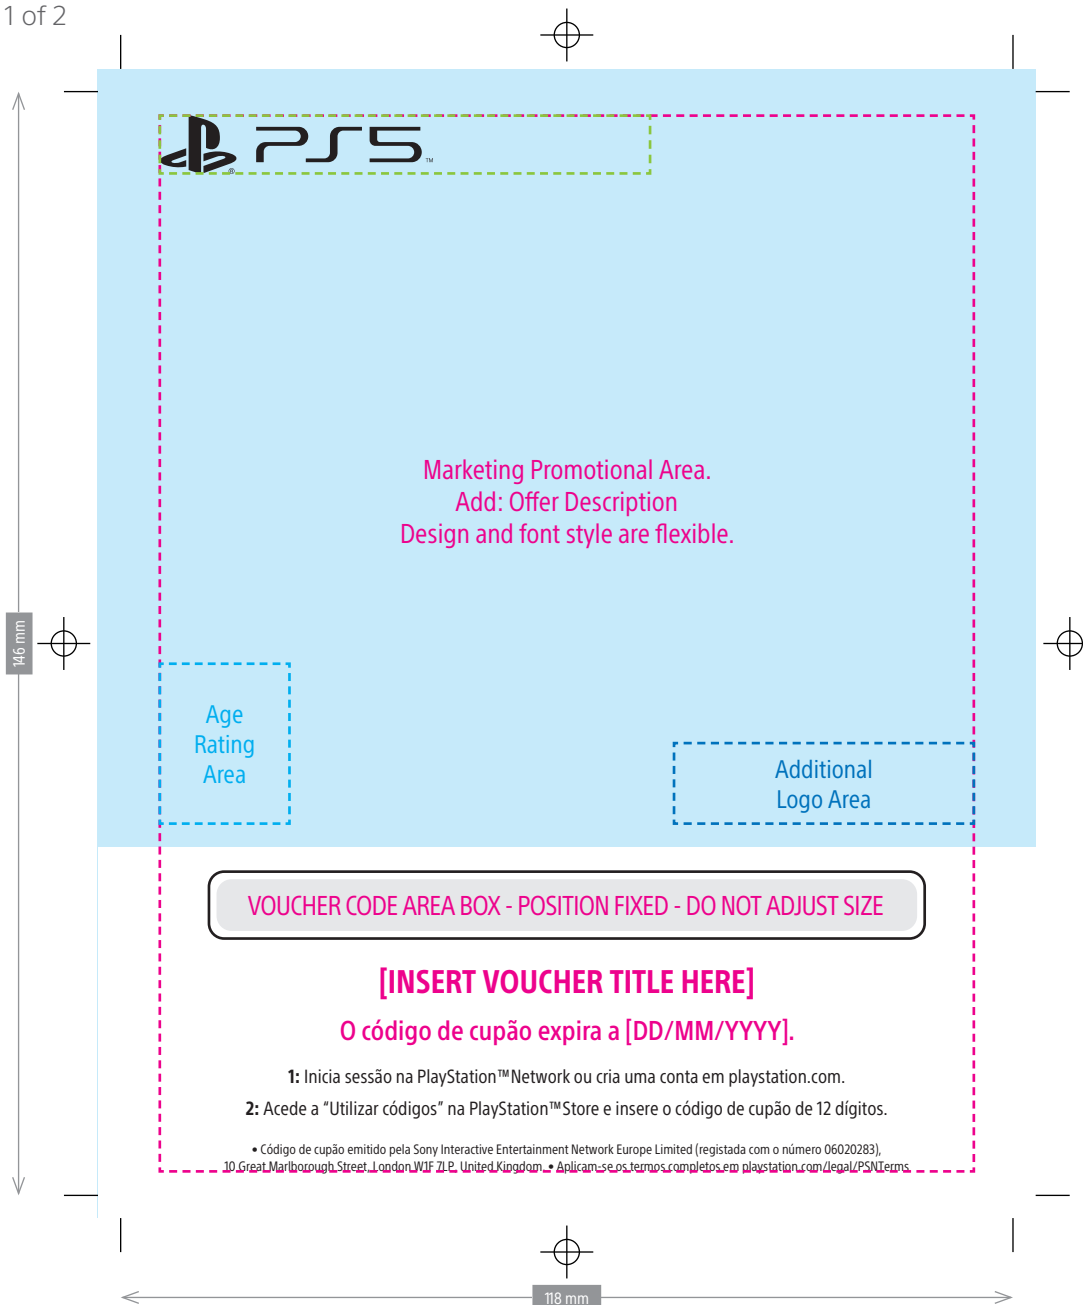 1 of 2
PS5™
®
Marketing Promotional Area.
Add: Offer Description
Design and font style are flexible.
146 mm
Age
Rating
Area
Additional
Logo Area
VOUCHER CODE AREA BOX - POSITION FIXED - DO NOT ADJUST SIZE
[INSERT VOUCHER TITLE HERE]
O código de cupão expira a [DD/MM/YYYY].
1: Inicia sessão na PlayStation™Network ou cria uma conta em playstation.com.
2: Acede a “Utilizar códigos” na PlayStation™Store e insere o código de cupão de 12 dígitos.
• Código de cupão emitido pela Sony Interactive Entertainment Network Europe Limited (registada com o número 06020283),
10 Great Marlborough Street, London W1F 7LP, United Kingdom. • Aplicam-se os termos completos em playstation.com/legal/PSNTerms
118 mm